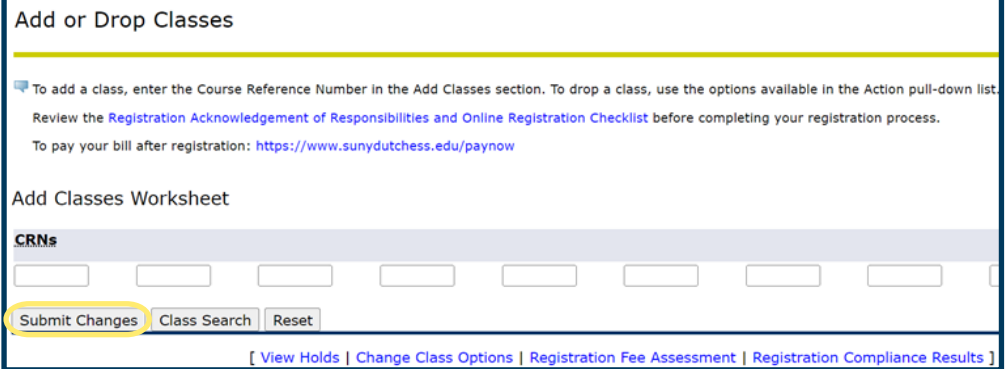 Add or Drop Classes
To add a class, enter the Course Reference Number in the Add Classes section. To drop a class, use the options available in the Action pull-down list.
Review the Registration Acknowledgement of Responsibilities and Online Registration Checklist before completing your registration process.
To pay your bill after registration: https://www.sunydutchess.edu/paynow
Add Classes Worksheet
CRNs
Submit Changes Class Search Reset
[ View Holds | Change Class Options | Registration Fee Assessment | Registration Compliance Results ]